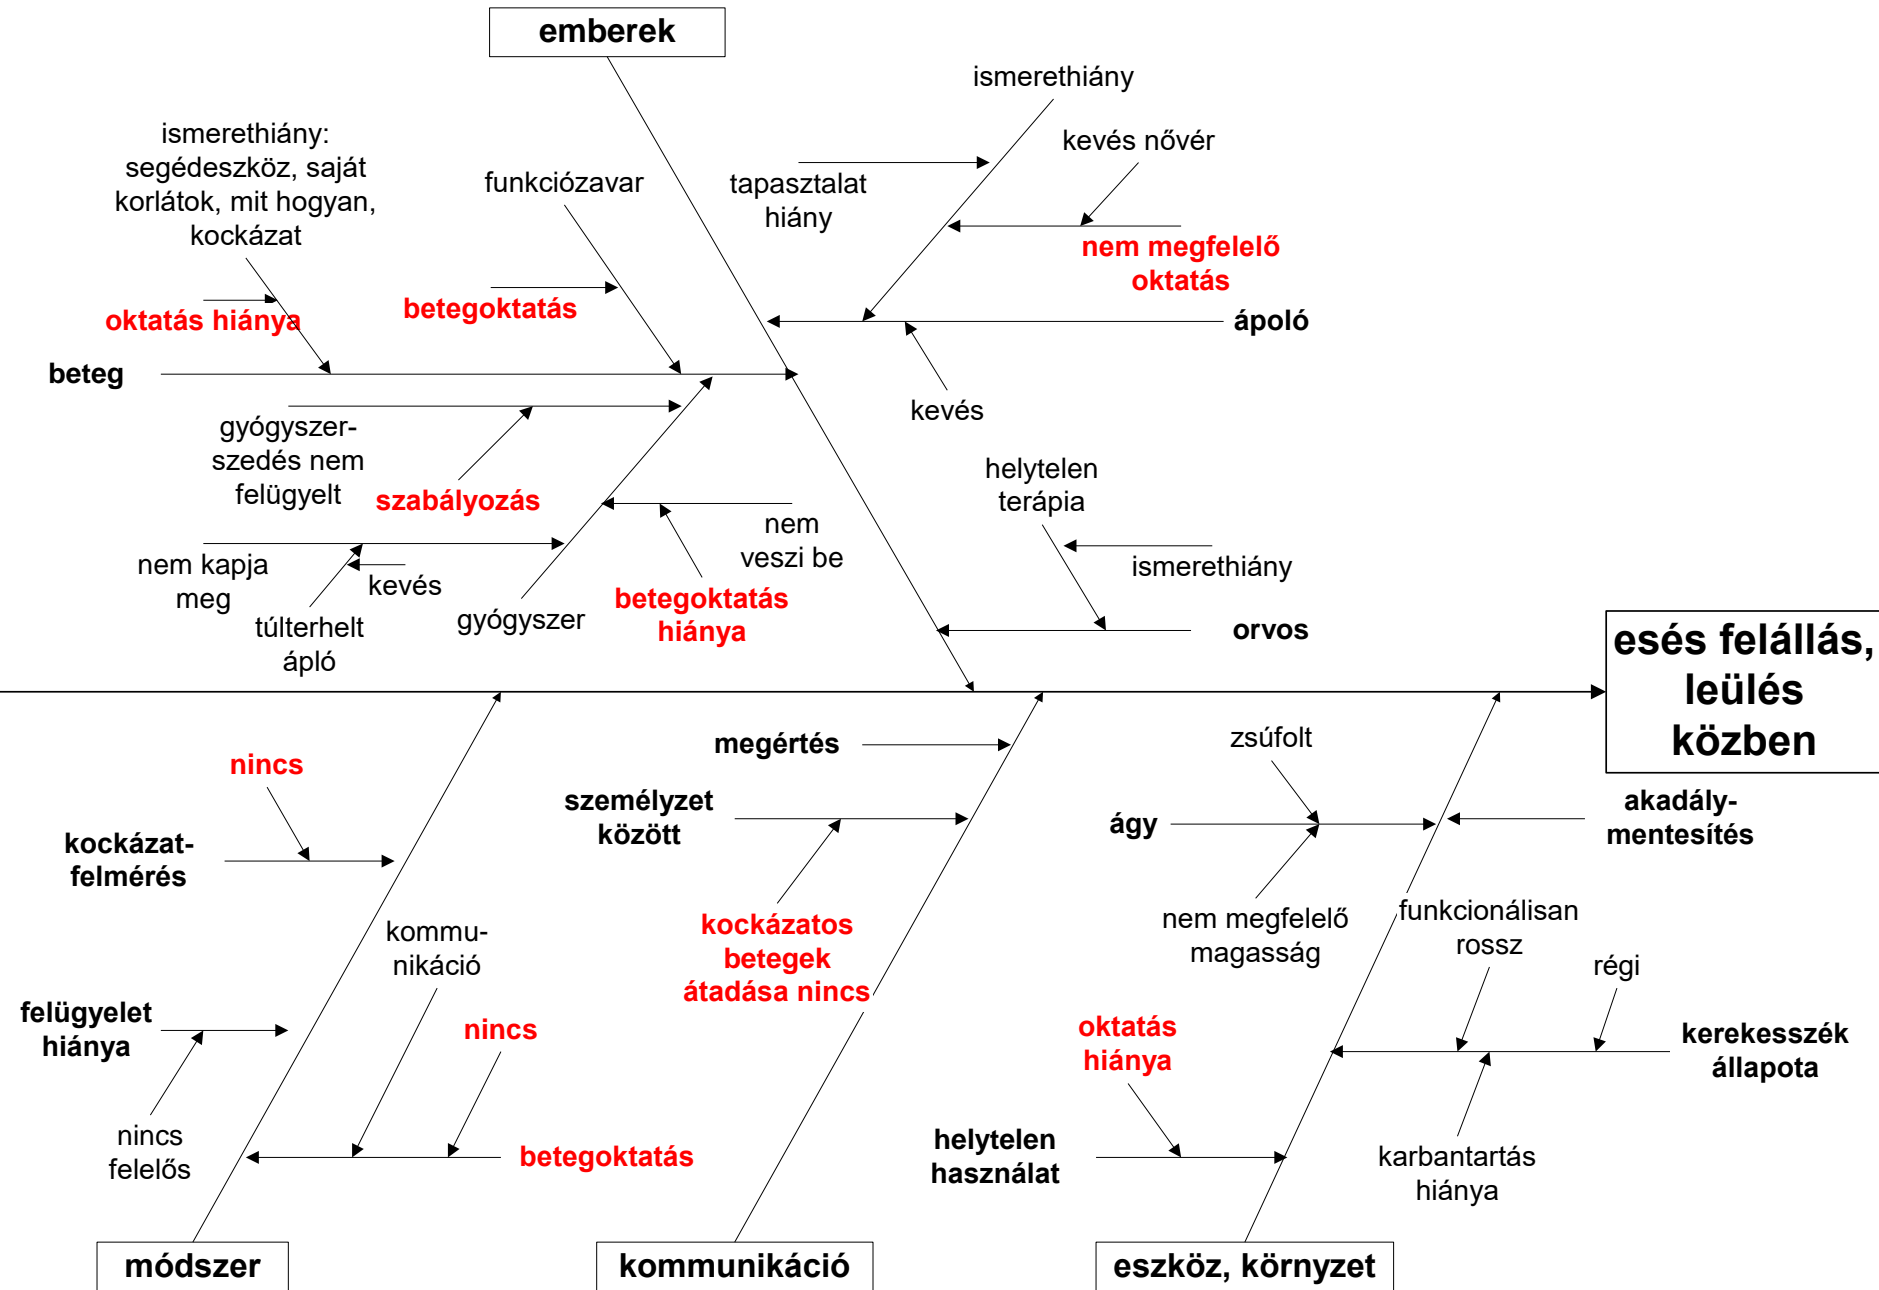 emberek
ismerethiány
ismerethiány:
segédeszköz, saját
korlátok, mit hogyan,
kockázat
funkciózavar
tapasztalat
hiány
kevés nővér
nem megfelelő
oktatás
oktatás hiánya
betegoktatás
ápoló
beteg
kevés
gyógyszer-
szedés nem
felügyelt
szabályozás
helytelen
terápia
nem
veszi be
ismerethiány
nem kapja
meg
kevés
túlterhelt
ápló
gyógyszer
betegoktatás
hiánya
orvos
esés felállás,
leülés
közben
nincs
megértés
zsúfolt
személyzet
között
ágy
akadály-
mentesítés
kockázat-
felmérés
kommu-
nikáció
kockázatos
betegek
átadása nincs
nem megfelelő
magasság
funkcionálisan
rossz
régi
felügyelet
hiánya
nincs
oktatás
hiánya
kerekesszék
állapota
nincs
felelős
betegoktatás
helytelen
használat
karbantartás
hiánya
módszer
kommunikáció
eszköz, környzet